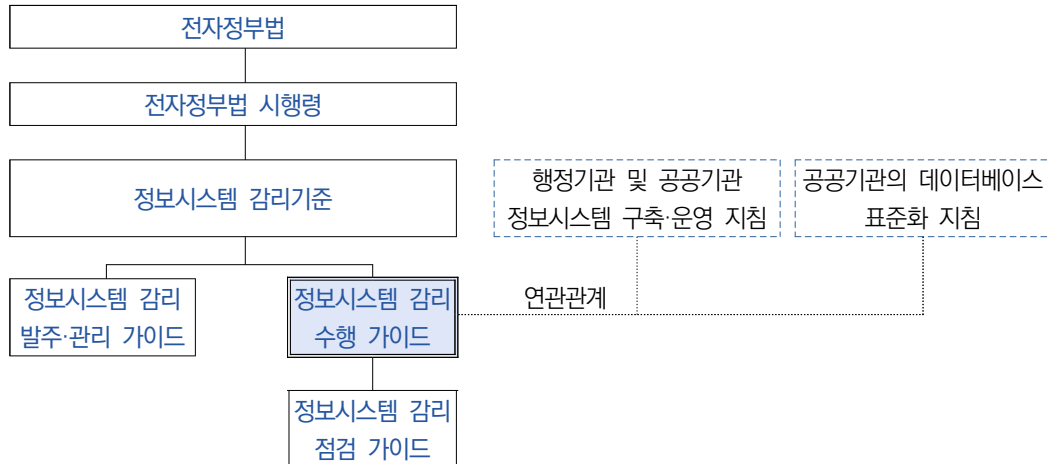 전자정부법
전자정부법 시행령
정보시스템 감리기준
행정기관 및 공공기관
정보시스템 구축·운영 지침
공공기관의 데이터베이스
표준화 지침
정보시스템 감리
발주·관리 가이드
정보시스템 감리
수행 가이드
연관관계
정보시스템 감리
점검 가이드